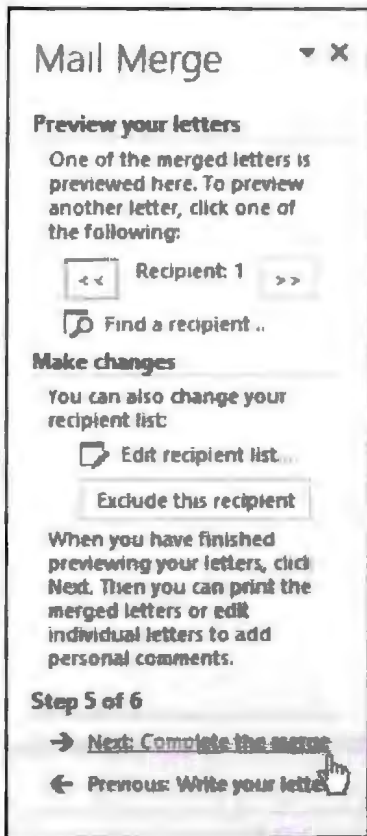 Mail Merge
Preview your letters
One of the merged letters is
previewed here. To preview
another letter, click one of
the following:
<< Recipient: 1 >>
Find a recipient ..
Make changes
You can also change your
recipient list:
Edit recipient list...
Exclude this recipient
When you have finished
previewing your letters, click
Next. Then you can print the
merged letters or edit
individual letters to add
personal comments.
Step 5 of 6
→ Next: Complete the merge
← Previous: Write your letter